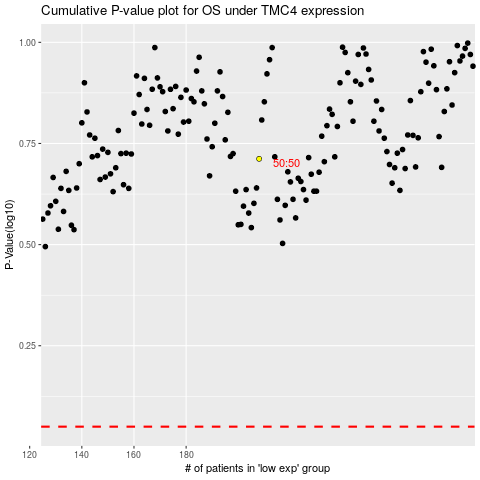 Cumulative P-value plot for OS under TMC4 expression
P-Value(log10)
1.00
0.75
0.50
0.25
50:50
120 140 160 180
# of patients in 'low exp' group